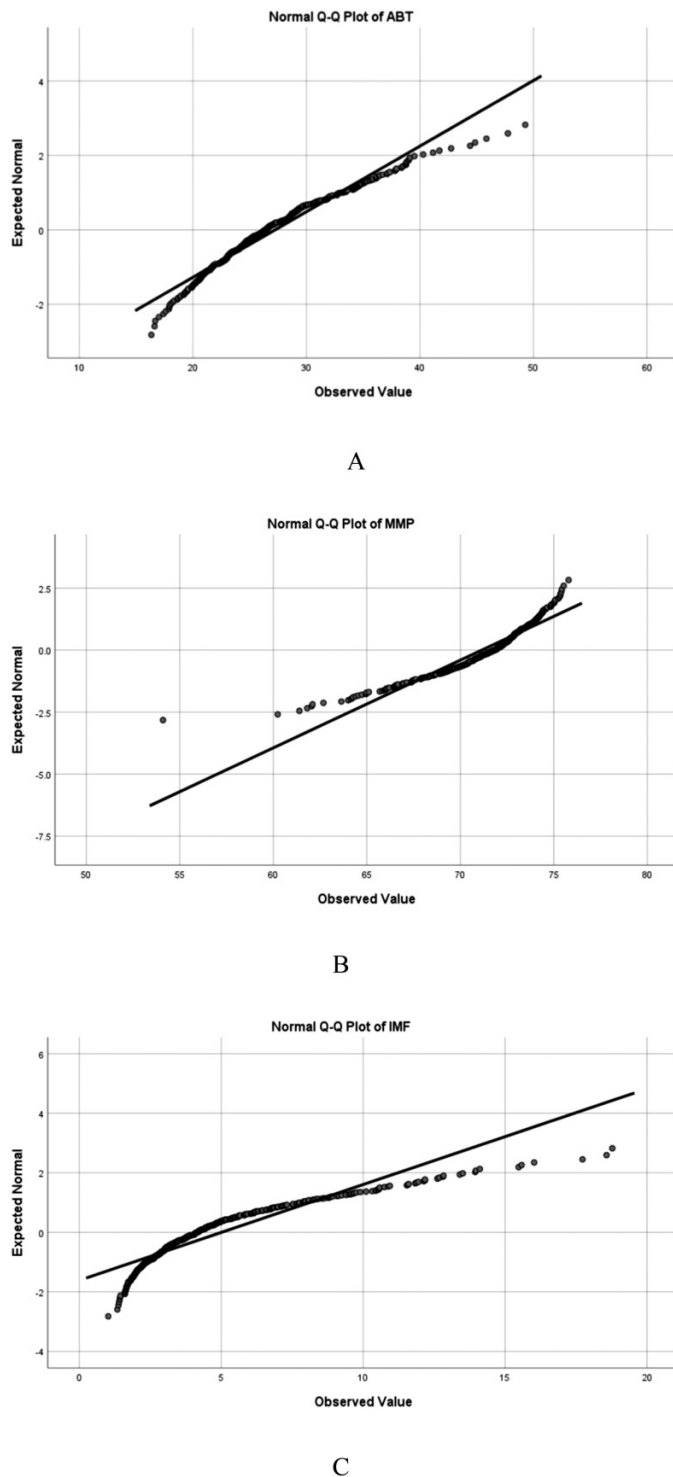 Normal Q-Q Plot of ABT
4
2
0
-2
Expected Normal
10 20 30 40 50 60
Observed Value
A
Normal Q-Q Plot of MMP
2.5
0.0
-2.5
-5.0
-7.5
Expected Normal
50 55 60 65 70 75 80
Observed Value
B
Normal Q-Q Plot of IMF
6
4
2
0
-2
-4
Expected Normal
0 5 10 15 20
Observed Value
C